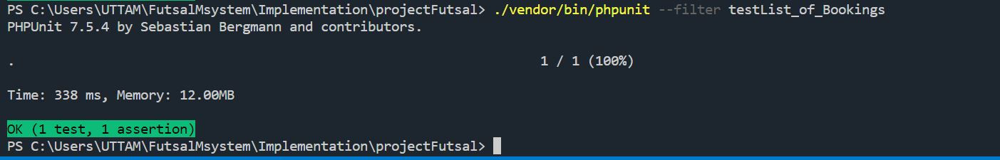 PS C:\Users\UTTAM\FutsalMsystem\Implementation\projectFutsal> ./vendor/bin/phpunit --filter testList_of_Bookings
PHPUnit 7.5.4 by Sebastian Bergmann and contributors.
. 1 / 1 (100%)
Time: 338 ms, Memory: 12.00MB
OK (1 test, 1 assertion)
PS C:\Users\UTTAM\FutsalMsystem\Implementation\projectFutsal>